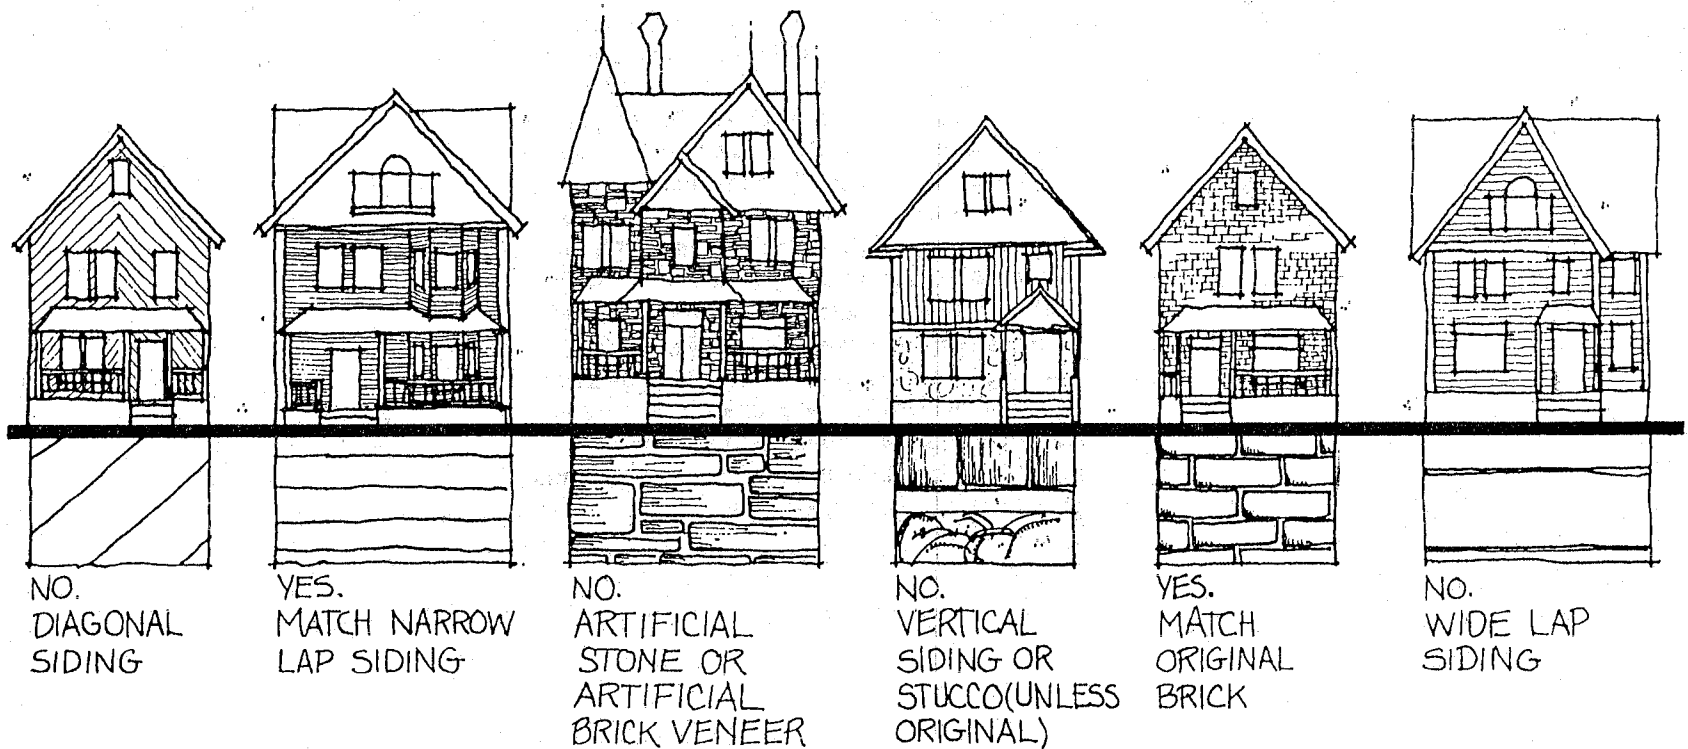 NO.
DIAGONAL
SIDING
YES.
MATCH NARROW
LAP SIDING
NO.
ARTIFICIAL
STONE OR
ARTIFICIAL
BRICK VENEER
NO.
VERTICAL
SIDING OR
STUCCO(UNLESS
ORIGINAL)
YES.
MATCH
ORIGINAL
BRICK
NO.
WIDE LAP
SIDING